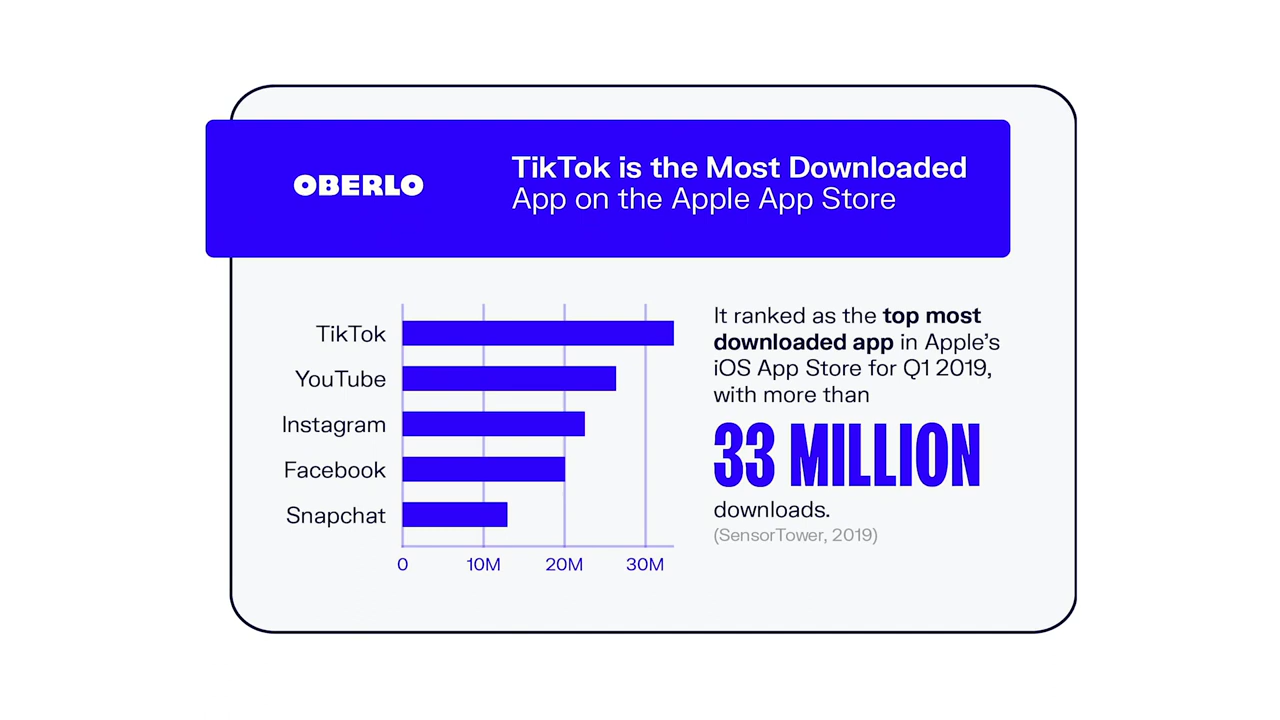 OBERLO
TikTok is the Most Downloaded
App on the Apple App Store
TikTok
YouTube
Instagram
Facebook
Snapchat
0 10M 20M 30M
It ranked as the top most
downloaded app in Apple’s
iOS App Store for Q1 2019,
with more than
33 MILLION
downloads.
(SensorTower, 2019)